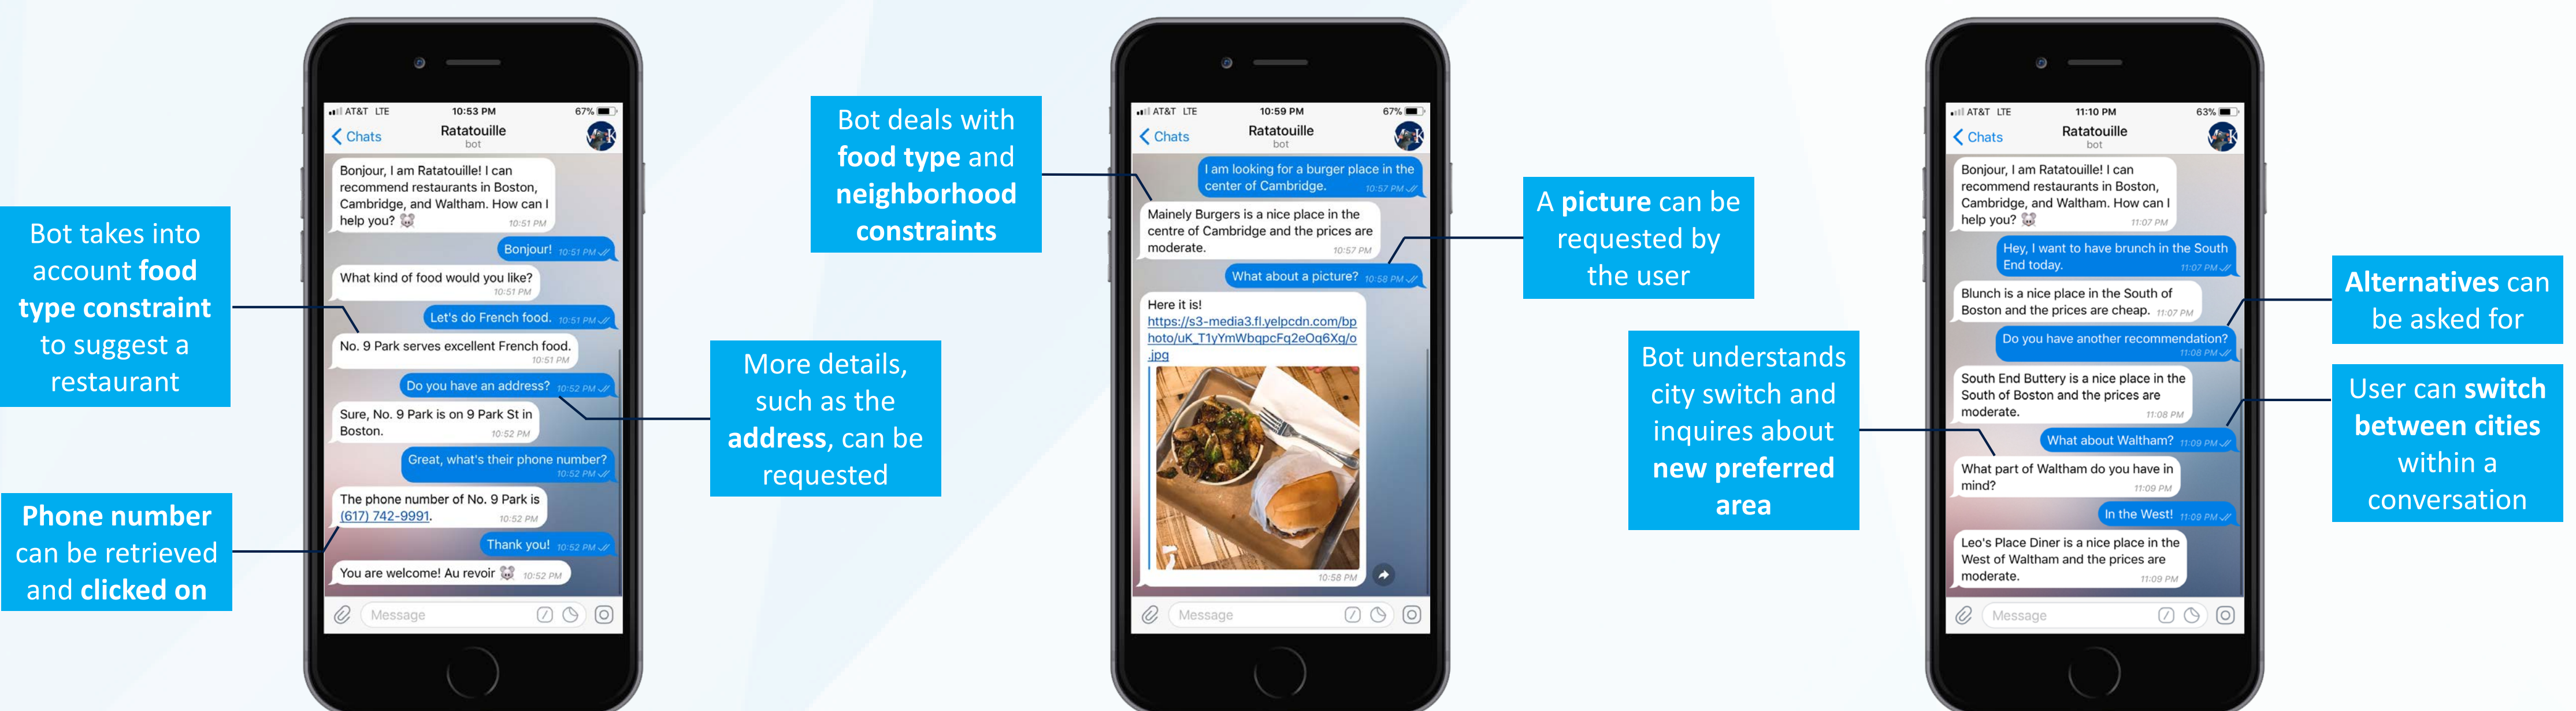 Bot takes into
account food
type constraint
to suggest a
restaurant
Phone number
can be retrieved
and clicked on
AT&T LTE 10:53 PM 67%
Chats Ratatouille
bot
Bonjour, I am Ratatouille! I can
recommend restaurants in Boston,
Cambridge, and Waltham. How can I
help you? 10:51 PM
Bonjour! 10:51 PM
What kind of food would you like?
10:51 PM
Let's do French food. 10:51 PM
No. 9 Park serves excellent French food.
10:51 PM
Do you have an address? 10:52 PM
Sure, No. 9 Park is on 9 Park St in
Boston. 10:52 PM
Great, what's their phone number?
10:52 PM
The phone number of No. 9 Park is
(617) 742-9991. 10:52 PM
Thank you! 10:52 PM
You are welcome! Au revoir 10:52 PM
Message
More details,
such as the
address, can be
requested
Bot deals with
food type and
neighborhood
constraints
AT&T LTE 10:59 PM 67%
Chats Ratatouille
bot
I am looking for a burger place in the
center of Cambridge. 10:57 PM
Mainely Burgers is a nice place in the
centre of Cambridge and the prices are
moderate. 10:57 PM
What about a picture? 10:58 PM
Here it is!
https://s3-media3.fl.yelpcdn.com/bp
hoto/uK_T1yYmWbqpcFq2eOq6Xq/o
.jpg
10:58 PM
Message
A picture can be
requested by
the user
Bot understands
city switch and
inquires about
new preferred
area
AT&T LTE 11:10 PM 63%
Chats Ratatouille
bot
Bonjour, I am Ratatouille! I can
recommend restaurants in Boston,
Cambridge, and Waltham. How can I
help you? 11:07 PM
Hey, I want to have brunch in the South
End today. 11:07 PM
Blunch is a nice place in the South of
Boston and the prices are cheap. 11:07 PM
Do you have another recommendation?
11:08 PM
South End Buttery is a nice place in the
South of Boston and the prices are
moderate. 11:08 PM
What about Waltham? 11:09 PM
What part of Waltham do you have in
mind? 11:09 PM
In the West! 11:09 PM
Leo's Place Diner is a nice place in the
West of Waltham and the prices are
moderate. 11:09 PM
Message
Alternatives can
be asked for
User can switch
between cities
within a
conversation